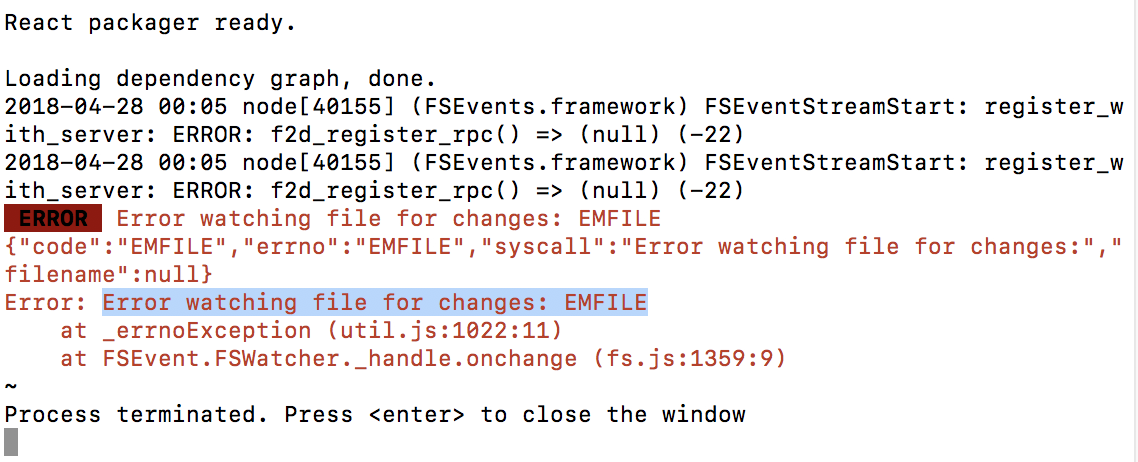 React packager ready.
Loading dependency graph, done.
2018-04-28 00:05 node[40155] (FSEvents.framework) FSEventStreamStart: register_w
ith_server: ERROR: f2d_register_rpc() => (null) (-22)
2018-04-28 00:05 node[40155] (FSEvents.framework) FSEventStreamStart: register_w
ith_server: ERROR: f2d_register_rpc() => (null) (-22)
ERROR Error watching file for changes: EMFILE
{"code":"EMFILE","errno":"EMFILE","syscall":"Error watching file for changes:","
filename":null}
Error: Error watching file for changes: EMFILE
at _errnoException (util.js:1022:11)
at FSEvent.FSWatcher._handle.onchange (fs.js:1359:9)
~
Process terminated. Press <enter> to close the window